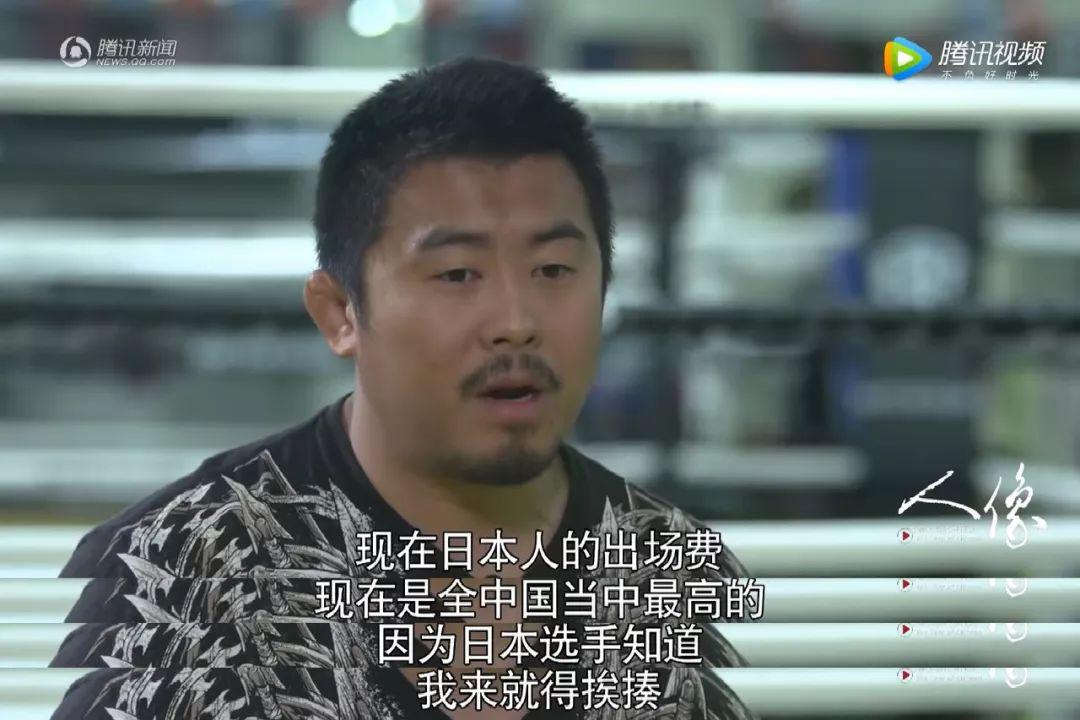 腾讯新闻
NEWS.QQ.COM
腾讯视频
不负好时光
人像
现在日本人的出场费
现在是全中国当中最高的
因为日本选手知道
我来就得挨揍